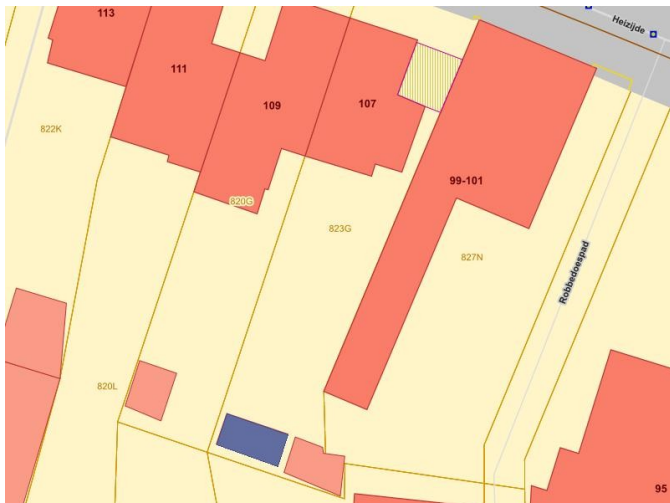 Heizijde
113
111
109
107
99-101
822K
820G
823G
827N
Robbedoespad
820L
95